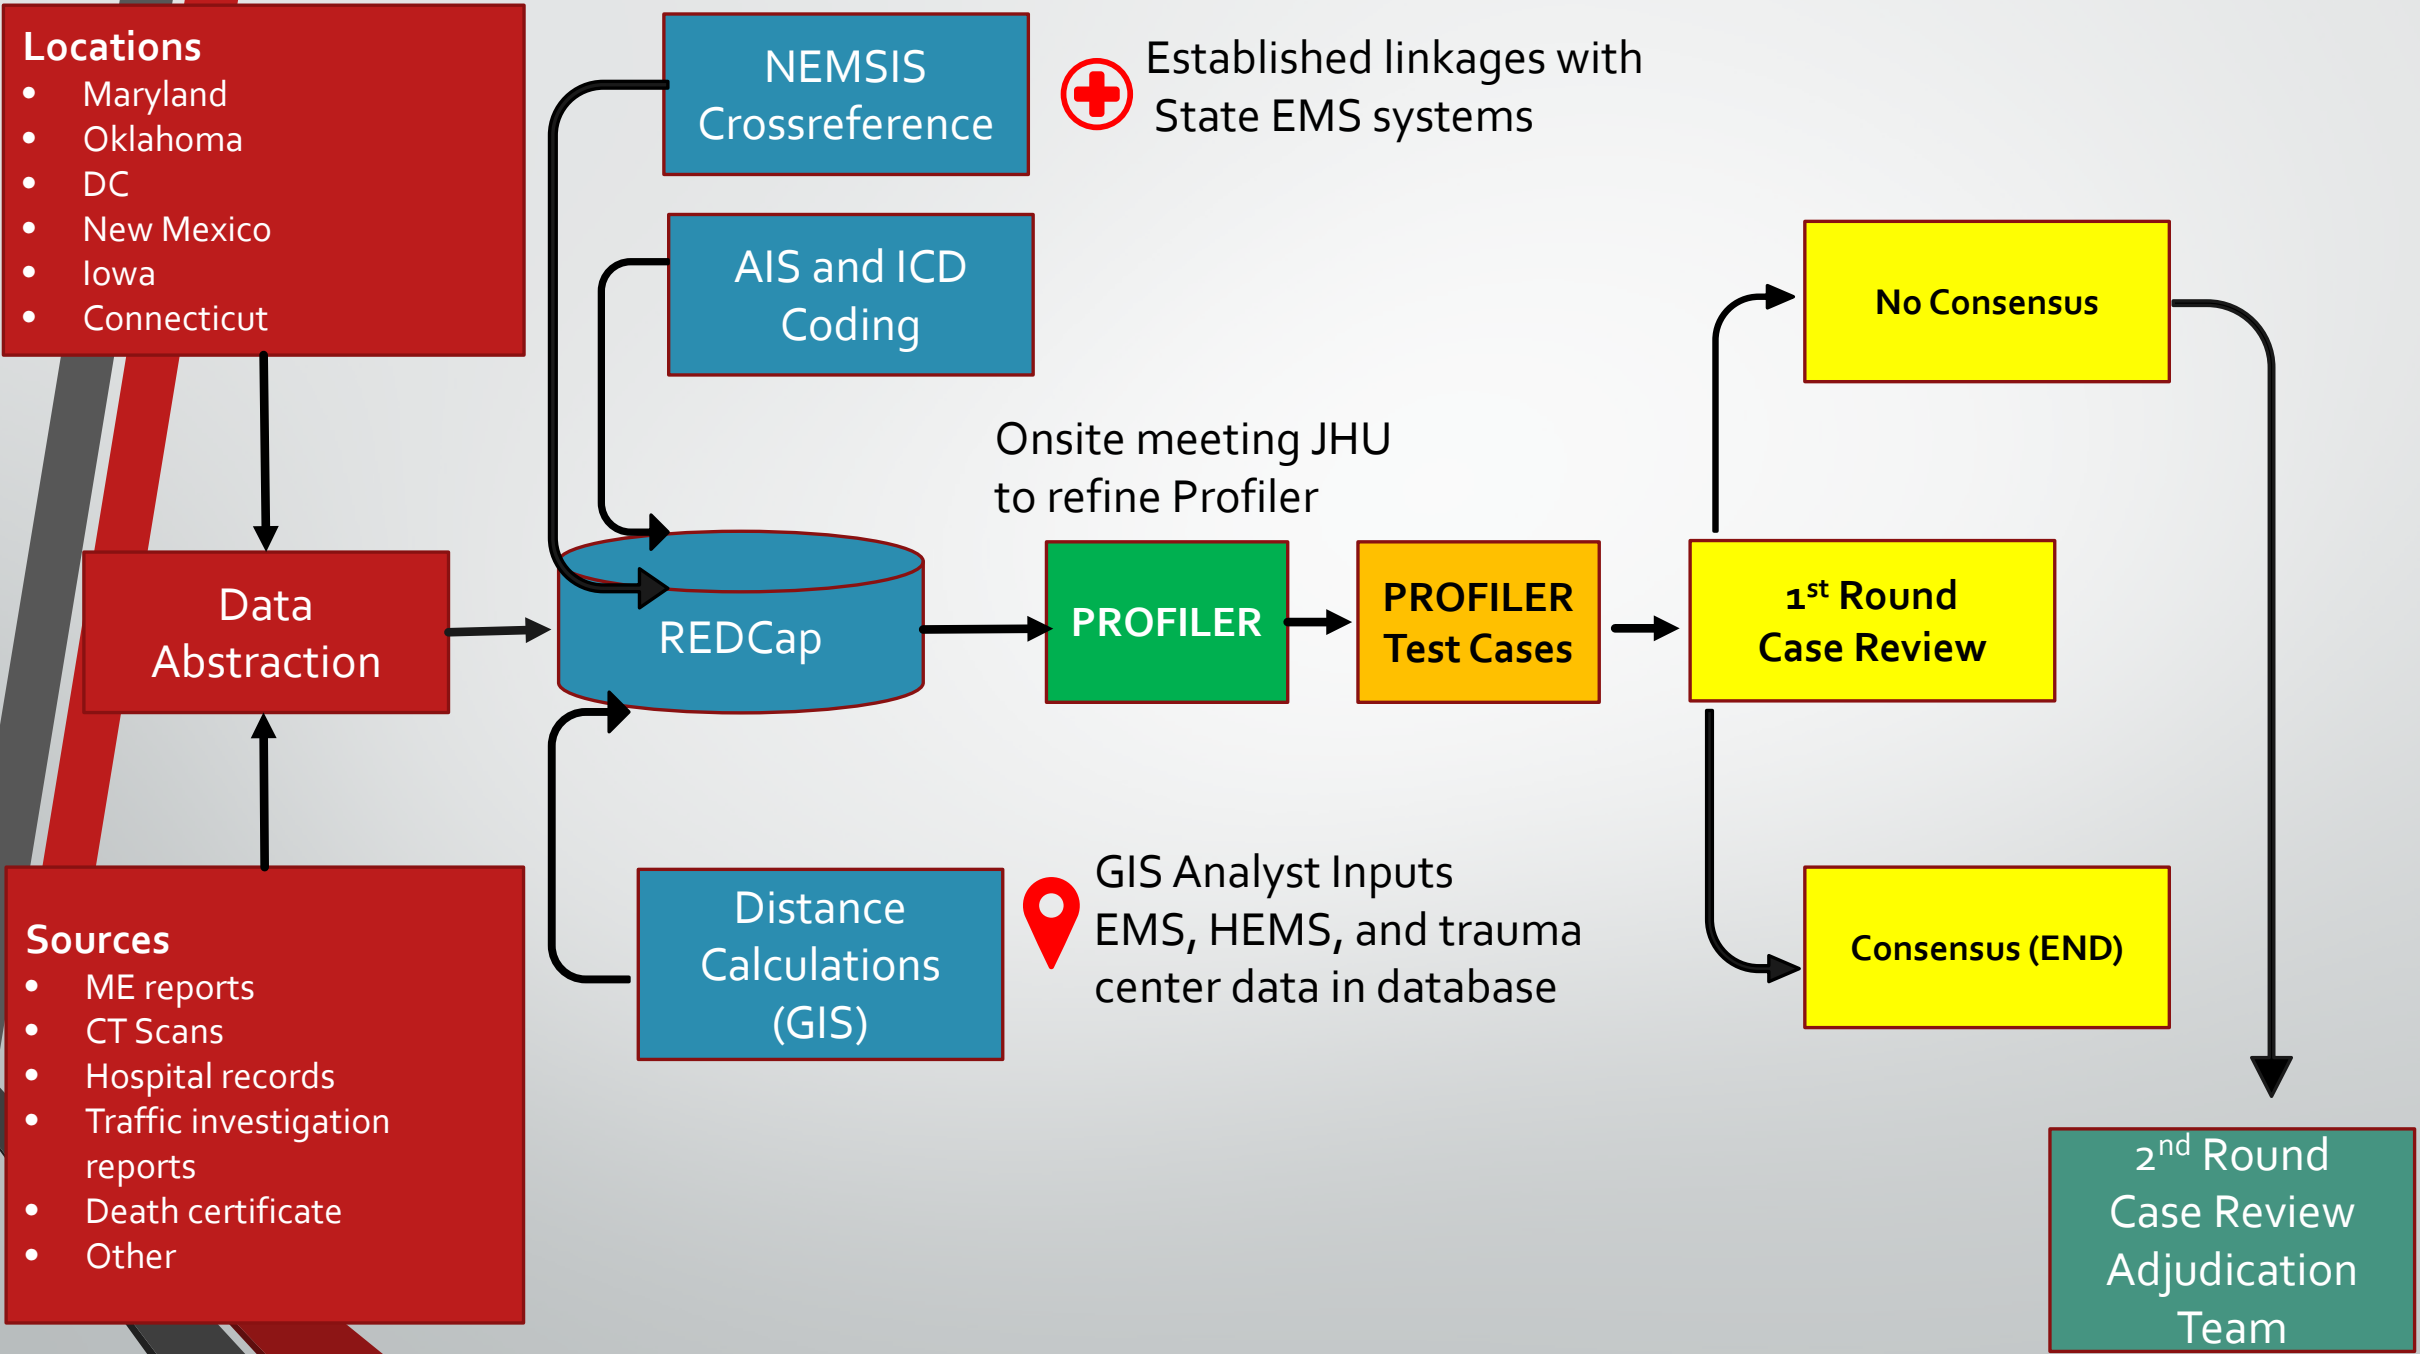 Locations
• Maryland
• Oklahoma
• DC
• New Mexico
• Iowa
• Connecticut
NEMSIS
Crossreference
Established linkages with
State EMS systems
AIS and ICD
Coding
No Consensus
Onsite meeting JHU
to refine Profiler
Data
Abstraction
REDCap
PROFILER
PROFILER
Test Cases
1st Round
Case Review
Sources
• ME reports
• CT Scans
• Hospital records
• Traffic investigation
reports
• Death certificate
• Other
Distance
Calculations
(GIS)
GIS Analyst Inputs
EMS, HEMS, and trauma
center data in database
Consensus (END)
2nd Round
Case Review
Adjudication
Team